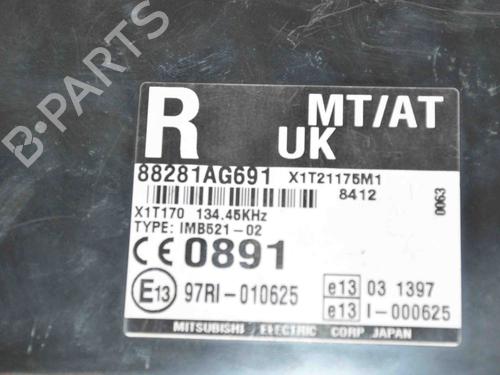 B-PARTS
R MT/AT
UK
88281AG691 X1T21175M1
8412
0063
X1T170 134.45KHz
TYPE: IMB521-02
CE 0891
E13 97RI-010625
e13 03 1397
e13 I-000625
MITSUBISHI ELECTRIC CORP JAPAN